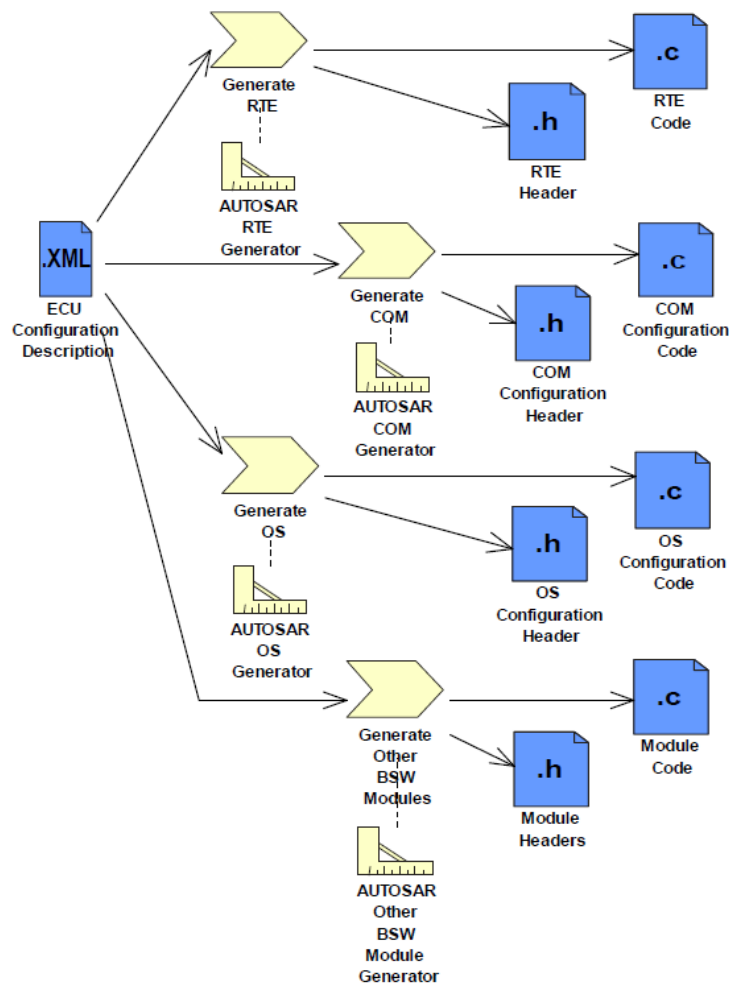 .c
Generate
RTE
RTE
Code
.h
RTE
Header
AUTOSAR
RTE
Generator
.XML
ECU
Configuration
Description
Generate
COM
.c
COM
Configuration
Code
.h
COM
Configuration
Header
AUTOSAR
COM
Generator
Generate
OS
.c
OS
Configuration
Code
.h
OS
Configuration
Header
AUTOSAR
OS
Generator
Generate
Other
BSW
Modules
.c
Module
Code
.h
Module
Headers
AUTOSAR
Other
BSW
Module
Generator